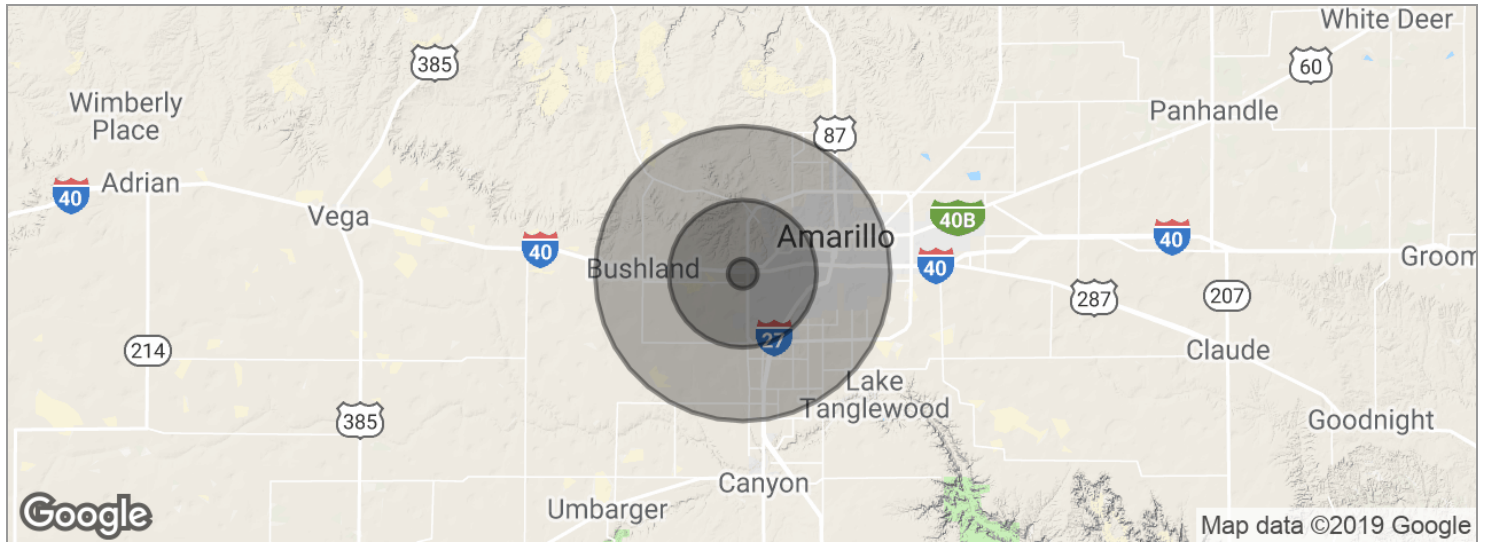 White Deer
385
60
87
Wimberly
Place
Panhandle
Adrian
40
Vega
40B
Amarillo
40
40
40
Bushland
Groom
287
207
27
214
Claude
Lake
Tanglewood
385
Goodnight
Canyon
Umbarger
Google
Map data ©2019 Google